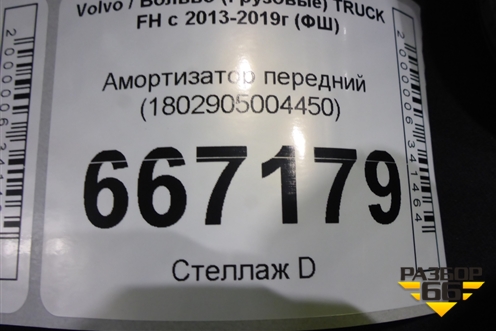 Volvo / Вольво (Грузовые) TRUCK
FH с 2013-2019г (ФШ)
Амортизатор передний
(1802905004450)
667179
Стеллаж D
РАЗБОР
66